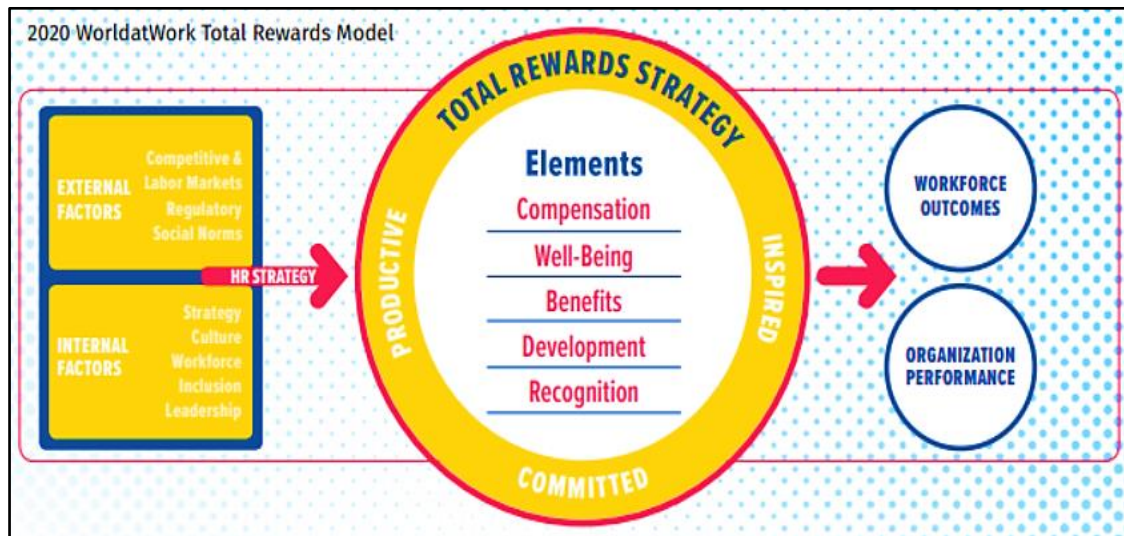 2020 WorldatWork Total Rewards Model
EXTERNAL
FACTORS
Competitive &
Labor Markets
Regulatory
Social Norms
HR STRATEGY
INTERNAL
FACTORS
Strategy
Culture
Workforce
Inclusion
Leadership
TOTAL REWARDS STRATEGY
PRODUCTIVE
Elements
Compensation
Well-Being
Benefits
Development
Recognition
INSPIRED
COMMITTED
WORKFORCE
OUTCOMES
ORGANIZATION
PERFORMANCE